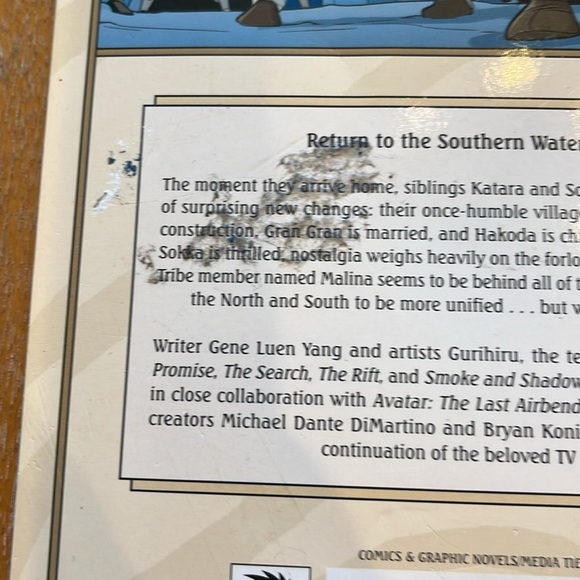 Return to the Southern Water
The moment they arrive home, siblings Katara and So
of surprising new changes: their once-humble villag
construction, Gran Gran is married, and Hakoda is ch
Sokka is thrilled, nostalgia weighs heavily on the forlo
Tribe member named Malina seems to be behind all of t
the North and South to be more unified . . . but w
Writer Gene Luen Yang and artists Gurihiru, the te
Promise, The Search, The Rift, and Smoke and Shadow
in close collaboration with Avatar: The Last Airbend
creators Michael Dante DiMartino and Bryan Koni
continuation of the beloved TV
COMICS & GRAPHIC NOVELS/MEDIA TIE